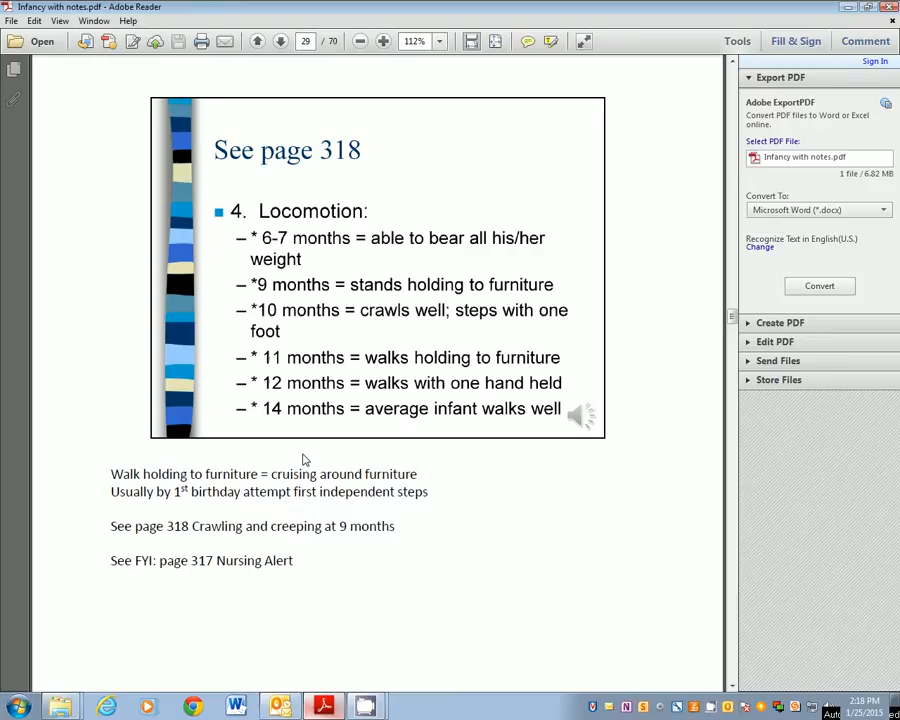 Infancy with notes.pdf - Adobe Reader
File Edit View Window Help
Open 29 / 70 112% Tools Fill & Sign Comment
Sign In
Export PDF
Adobe ExportPDF
Convert PDF files to Word or Excel
online.
Select PDF File:
Infancy with notes.pdf
1 file / 6.82 MB
Convert To:
Microsoft Word (*.docx)
Recognize Text in English(U.S.)
Change
Convert
Create PDF
Edit PDF
Send Files
Store Files
See page 318
4. Locomotion:
– * 6-7 months = able to bear all his/her
weight
– *9 months = stands holding to furniture
– *10 months = crawls well; steps with one
foot
– * 11 months = walks holding to furniture
– * 12 months = walks with one hand held
– * 14 months = average infant walks well
Walk holding to furniture = cruising around furniture
Usually by 1st birthday attempt first independent steps
See page 318 Crawling and creeping at 9 months
See FYI: page 317 Nursing Alert
2:18 PM
1/25/2015